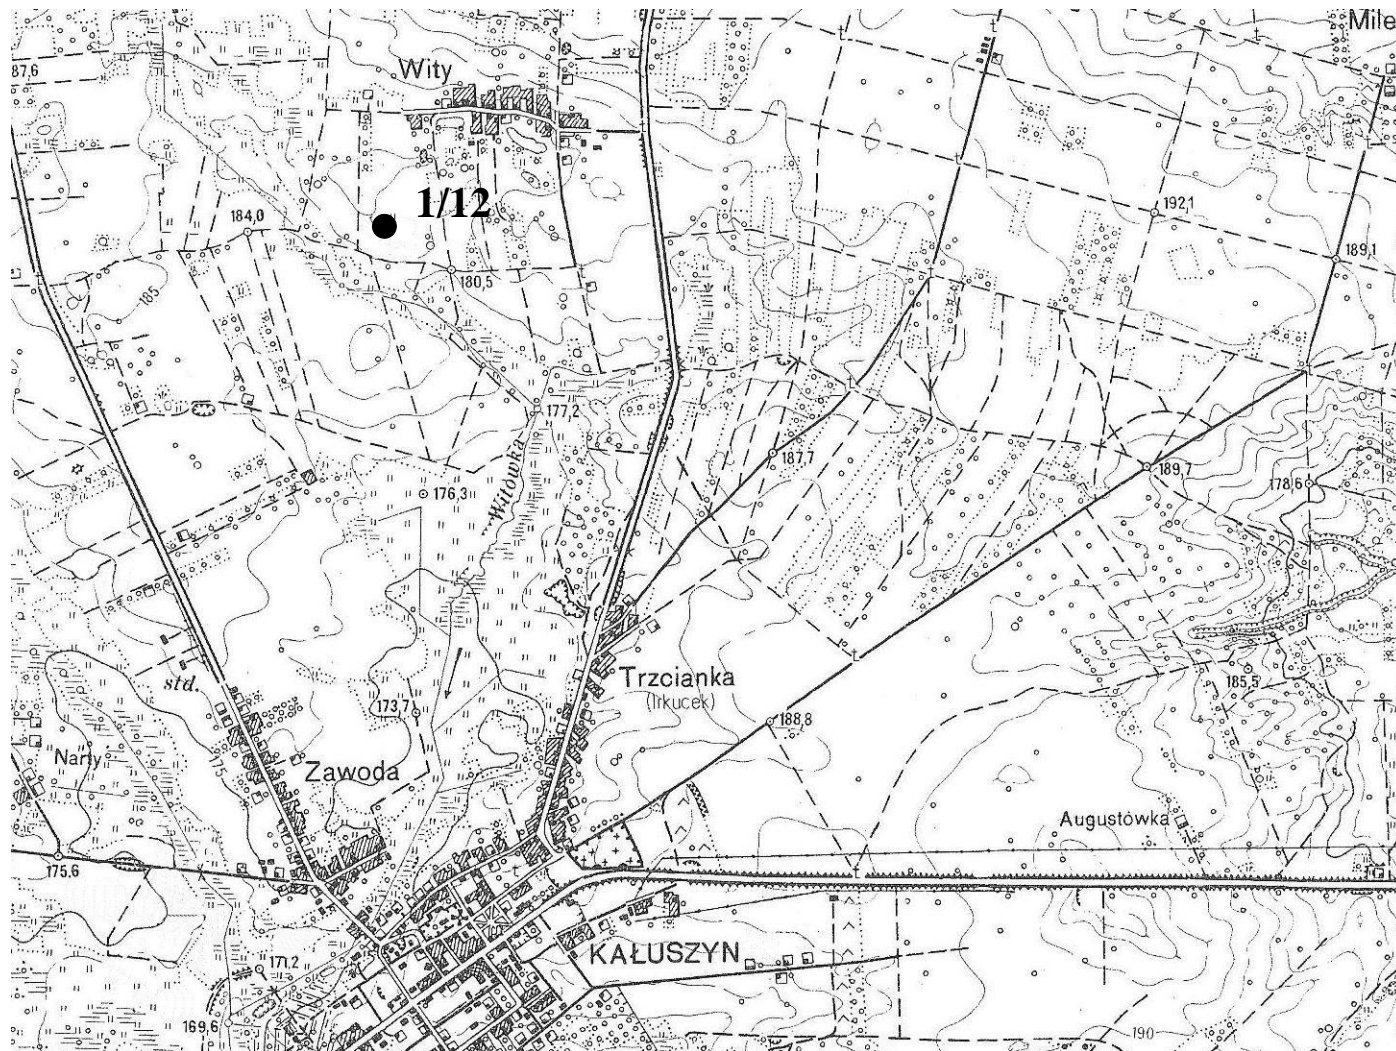 Mile
87,6
Wity
1/12
192,1
184,0
189,1
180,5
185
177,2
187,7
189,7
Witówka
176,3
178,6
Trzcianka
(Trkucek)
std.
185,5
173,7
188,8
175
Narty
Zawoda
Augustówka
175,6
KAŁUSZYN
171,2
169,6
190